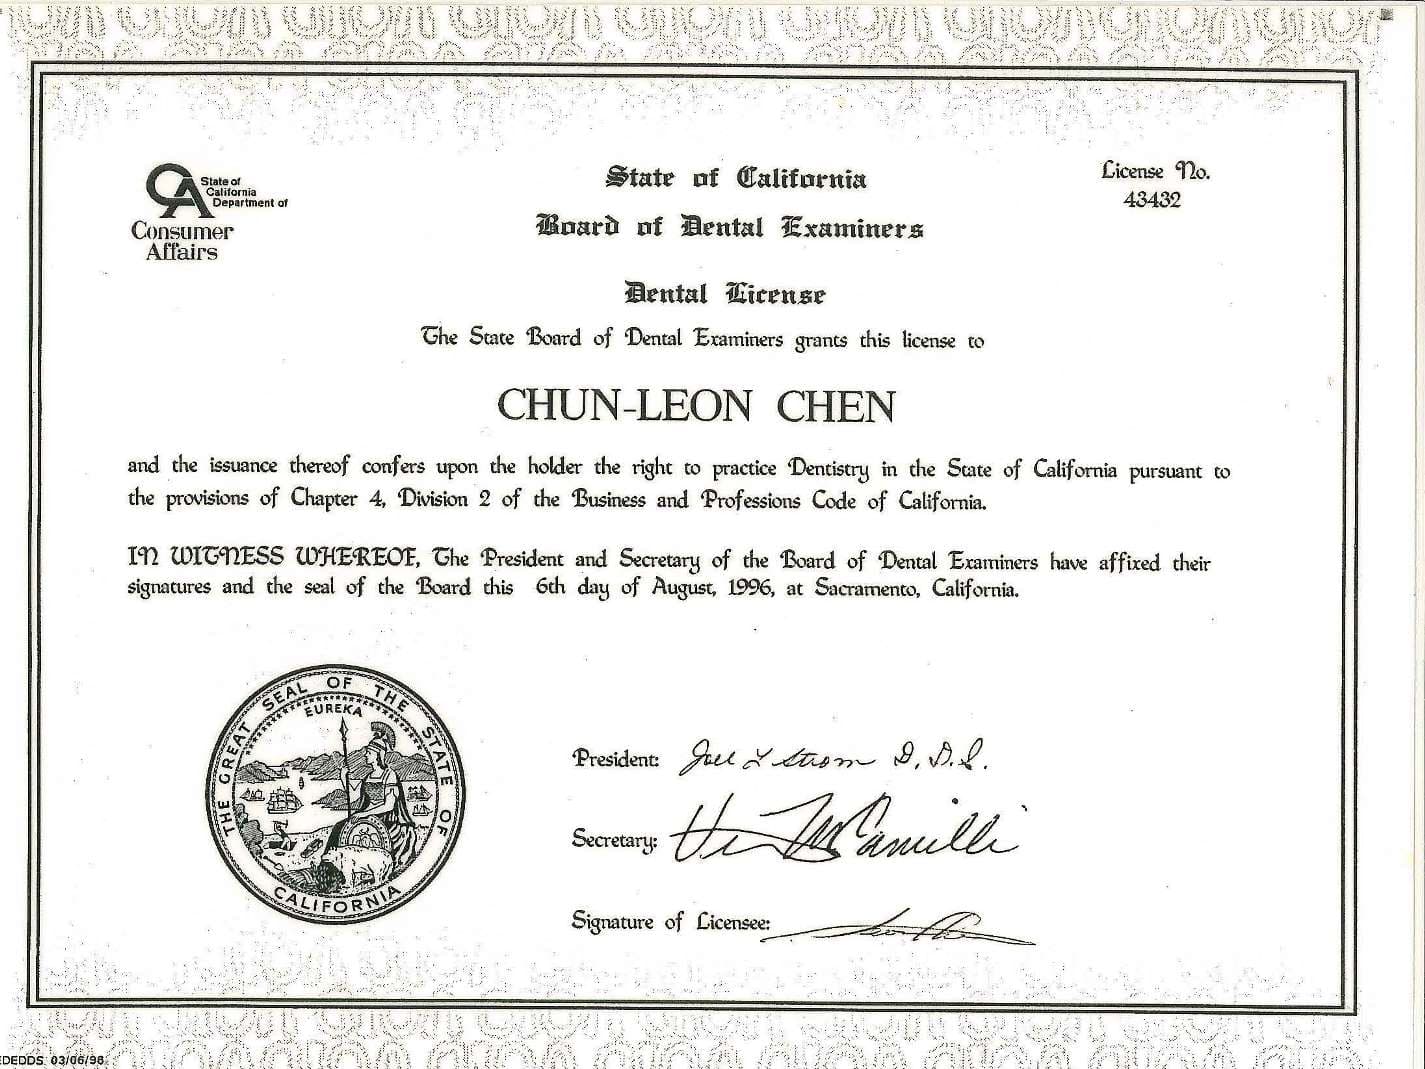 State of
California
Department of
Consumer
Affairs
State of California
Board of Dental Examiners
License No.
43432
Dental License
The State Board of Dental Examiners grants this license to
CHUN-LEON CHEN
and the issuance thereof confers upon the holder the right to practice Dentistry in the State of California pursuant to
the provisions of Chapter 4, Division 2 of the Business and Professions Code of California.
IN WITNESS WHEREOF, The President and Secretary of the Board of Dental Examiners have affixed their
signatures and the seal of the Board this 6th day of August, 1996, at Sacramento, California.
THE GREAT SEAL OF THE STATE OF CALIFORNIA
EUREKA
President: Joel L Strom D.D.S.
Secretary:
Signature of Licensee:
EDEDDS 03/06/96